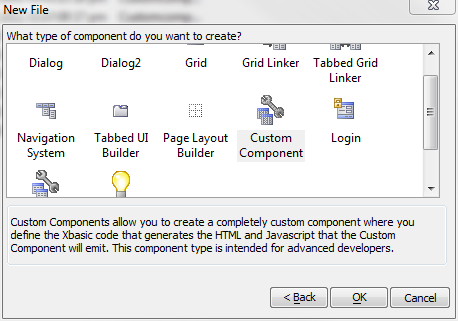 New File
What type of component do you want to create?
Dialog Dialog2 Grid Grid Linker Tabbed Grid
Linker
Navigation Tabbed UI Page Layout Custom Login
System Builder Builder Component
Custom Components allow you to create a completely custom component where you
define the Xbasic code that generates the HTML and Javascript that the Custom
Component will emit. This component type is intended for advanced developers.
< Back OK Cancel